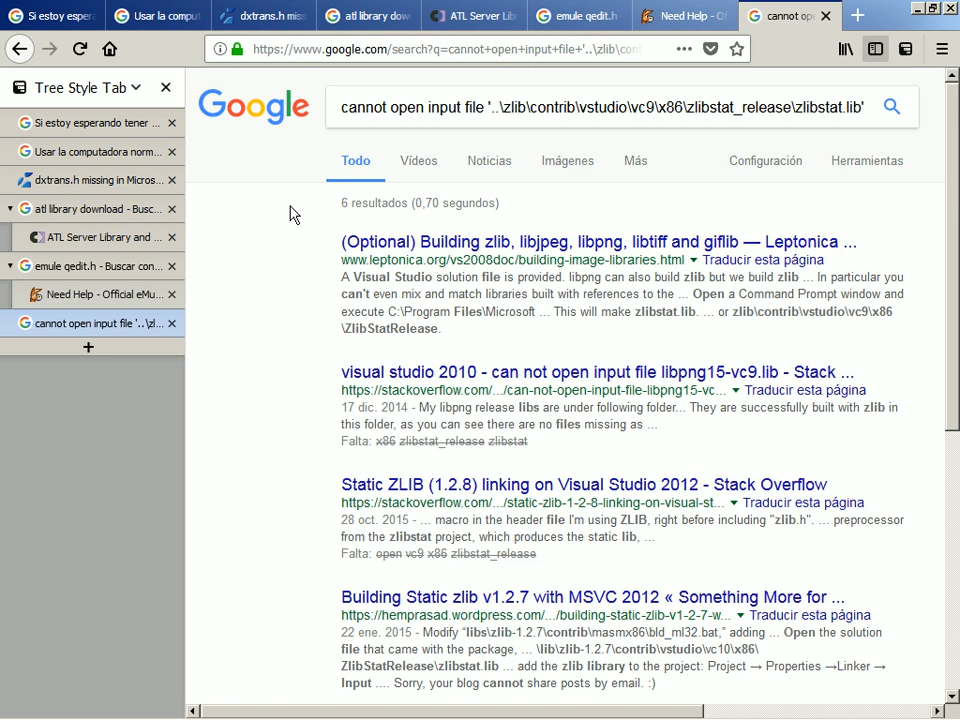 Si estoy espera
Usar la comput
dxtrans.h miss
atl library dow
ATL Server Lib
emule qedit.h
Need Help - Of
cannot ope
https://www.google.com/search?q=cannot+open+input+file+'..\zlib\cont
Tree Style Tab
Si estoy esperando tener ...
Usar la computadora norm...
dxtrans.h missing in Micros...
atl library download - Busc...
ATL Server Library and ...
emule qedit.h - Buscar con...
Need Help - Official eMu...
cannot open input file '..\zl...
Google
cannot open input file '..\zlib\contrib\vstudio\vc9\x86\zlibstat_release\zlibstat.lib'
Todo Vídeos Noticias Imágenes Más Configuración Herramientas
6 resultados (0,70 segundos)
(Optional) Building zlib, libjpeg, libpng, libtiff and giflib — Leptonica ...
www.leptonica.org/vs2008doc/building-image-libraries.html Traducir esta página
A Visual Studio solution file is provided. libpng can also build zlib but we build zlib ... In particular you
can't even mix and match libraries built with references to the ... Open a Command Prompt window and
execute C:\Program Files\Microsoft ... This will make zlibstat.lib. ... or zlib\contrib\vstudio\vc9\x86
\ZlibStatRelease.
visual studio 2010 - can not open input file libpng15-vc9.lib - Stack ...
https://stackoverflow.com/.../can-not-open-input-file-libpng15-vc... Traducir esta página
17 dic. 2014 - My libpng release libs are under following folder... They are successfully built with zlib in
this folder, as you can see there are no files missing as ...
Falta: x86 zlibstat_release zlibstat
Static ZLIB (1.2.8) linking on Visual Studio 2012 - Stack Overflow
https://stackoverflow.com/.../static-zlib-1-2-8-linking-on-visual-st... Traducir esta página
28 oct. 2015 - ... macro in the header file I'm using ZLIB, right before including "zlib.h". ... preprocessor
from the zlibstat project, which produces the static lib, ...
Falta: open vc9 x86 zlibstat_release
Building Static zlib v1.2.7 with MSVC 2012 « Something More for ...
https://hemprasad.wordpress.com/.../building-static-zlib-v1-2-7-w... Traducir esta página
22 ene. 2015 - Modify “libs\zlib-1.2.7\contrib\masmx86\bld_ml32.bat,” adding ... Open the solution
file that came with the package, ... \lib\zlib-1.2.7\contrib\vstudio\vc10\x86\
ZlibStatRelease\zlibstat.lib ... add the zlib library to the project: Project → Properties →Linker →
Input .... Sorry, your blog cannot share posts by email. :)